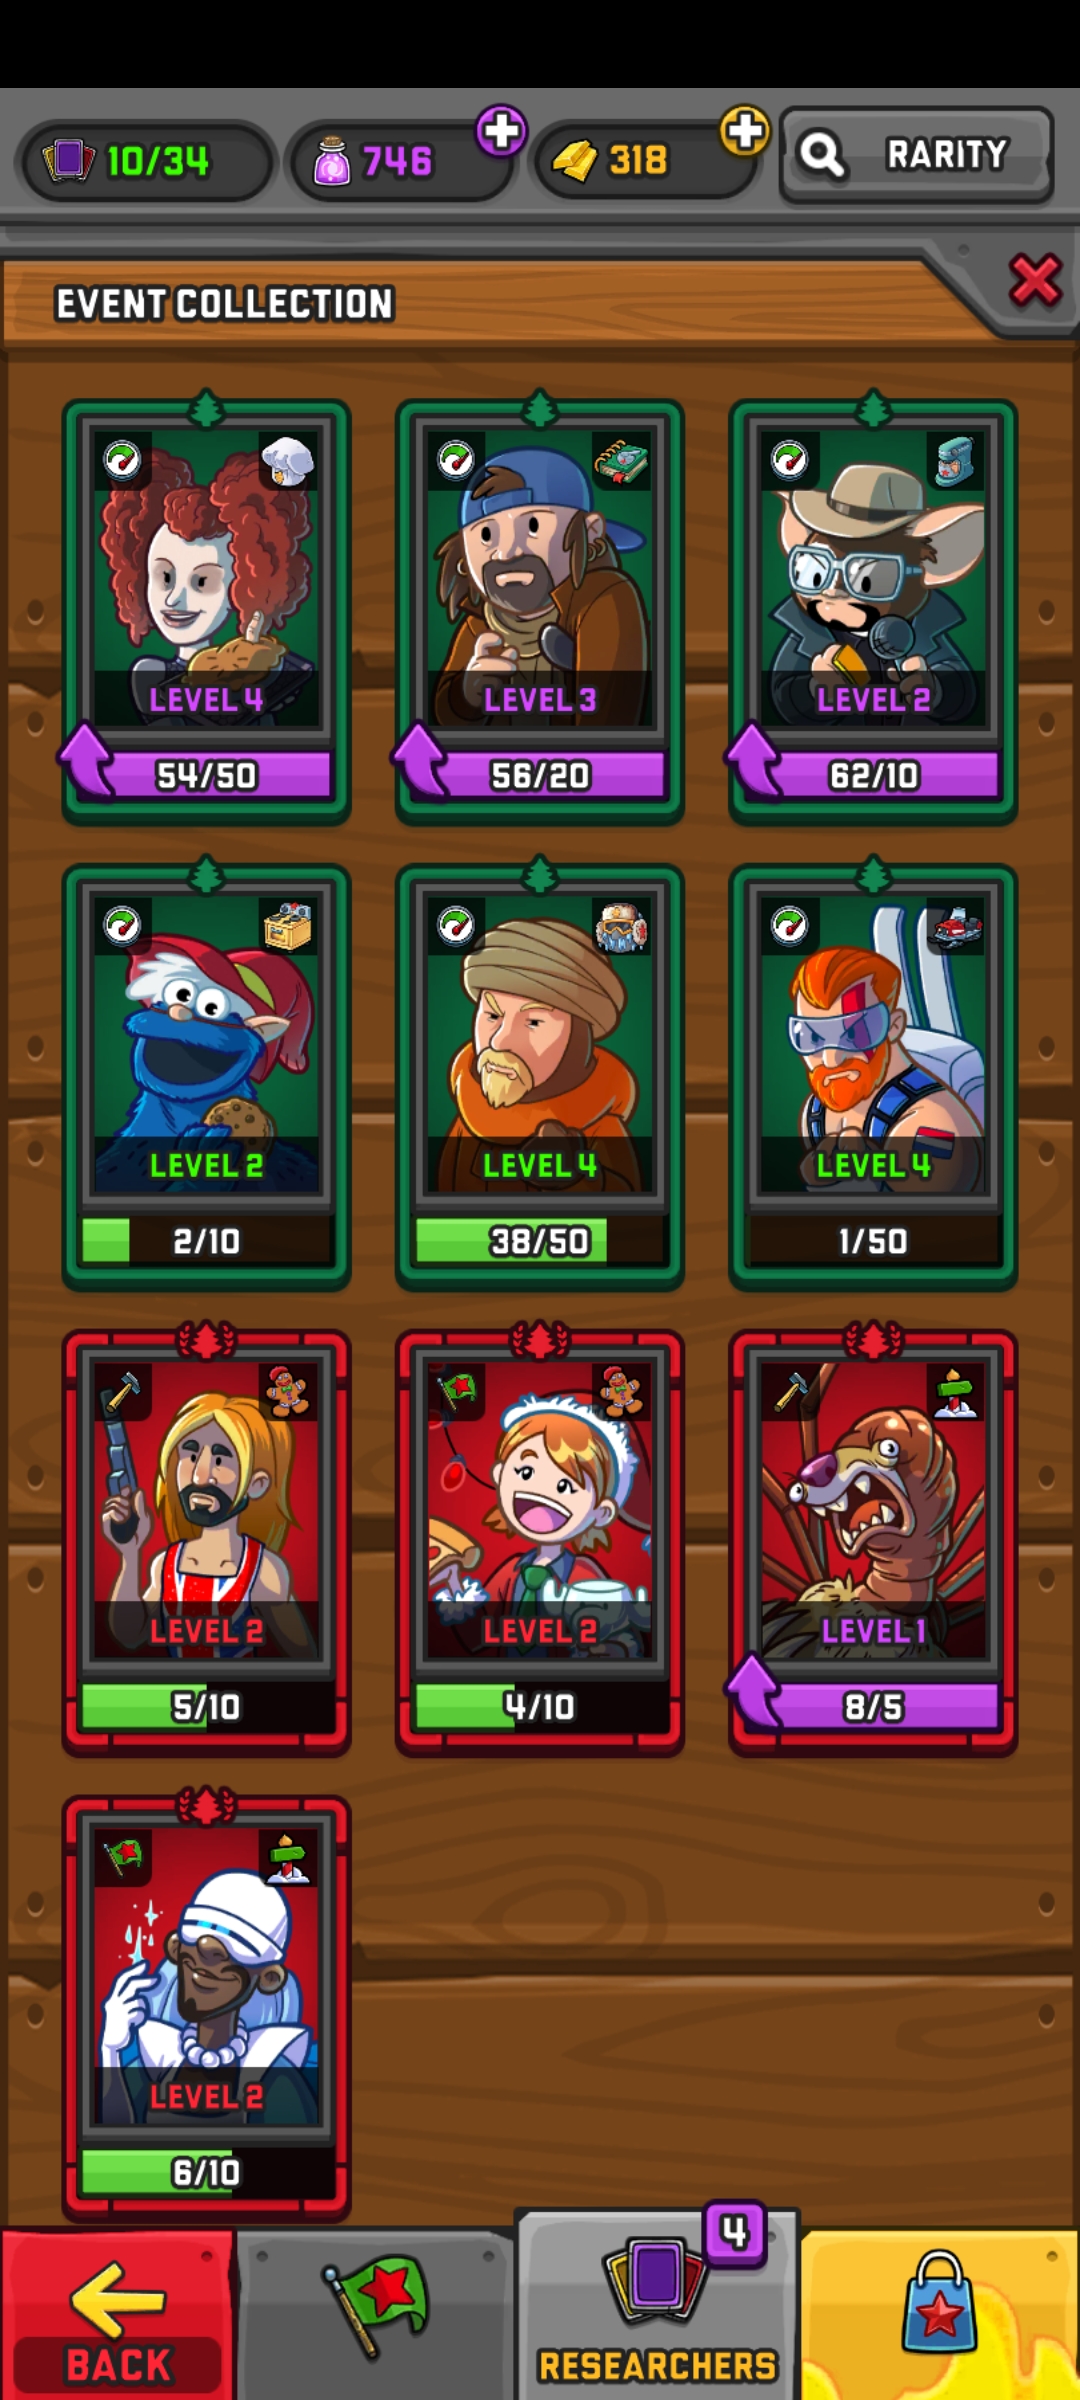 10/34
746
318
RARITY
EVENT COLLECTION
LEVEL 4
LEVEL 3
LEVEL 2
54/50
56/20
62/10
LEVEL 2
LEVEL 4
LEVEL 4
2/10
38/50
1/50
LEVEL 2
LEVEL 2
LEVEL 1
5/10
4/10
8/5
LEVEL 2
6/10
4
BACK
RESEARCHERS